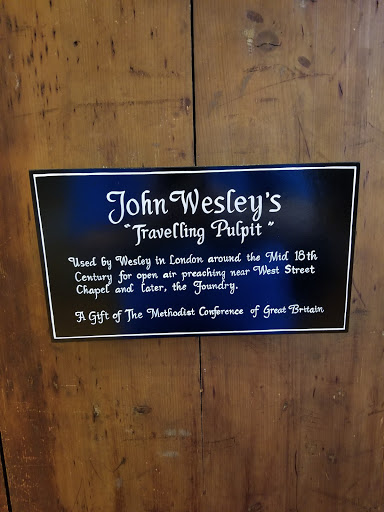 John Wesley's
"Travelling Pulpit"
Used by Wesley in London around the Mid 18th
Century for open air preaching near West Street
Chapel and later, the Foundry.
A Gift of The Methodist Conference of Great Britain